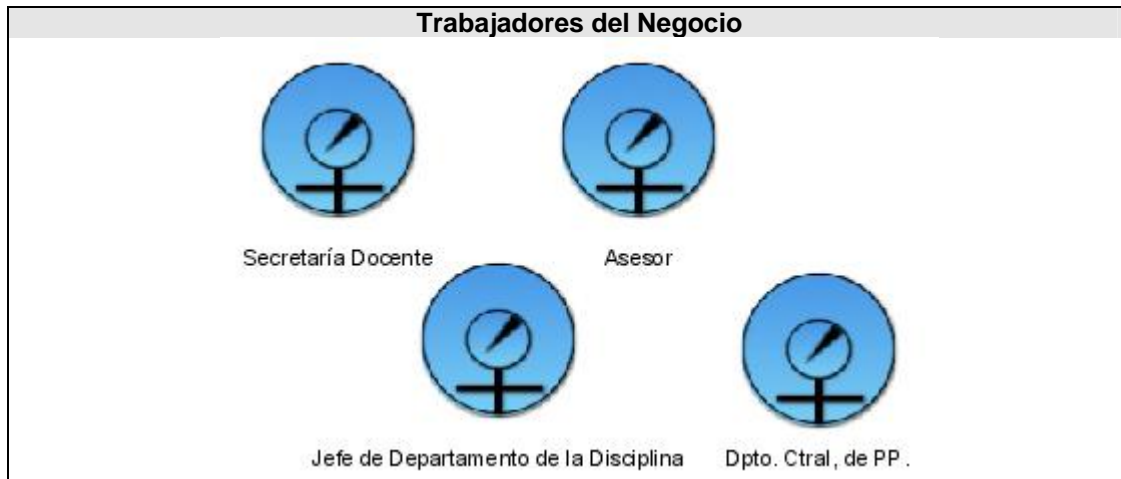 Trabajadores del Negocio
Secretaría Docente
Asesor
Jefe de Departamento de la Disciplina
Dpto. Ctral, de PP .